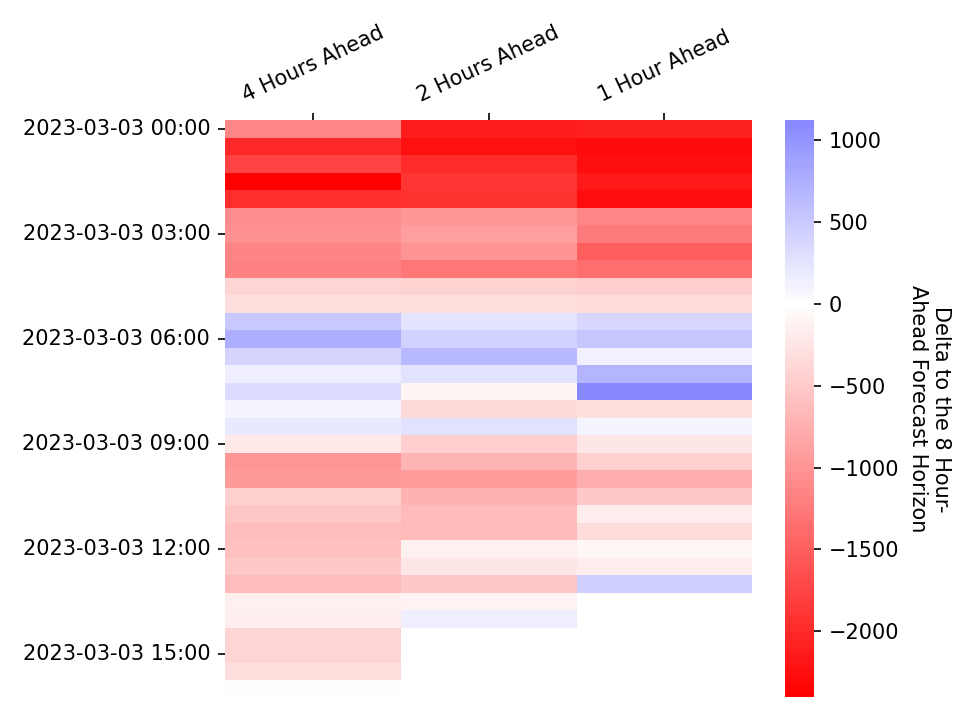 4 Hours Ahead
2 Hours Ahead
1 Hour Ahead
2023-03-03 00:00
2023-03-03 03:00
2023-03-03 06:00
2023-03-03 09:00
2023-03-03 12:00
2023-03-03 15:00
1000
500
0
−500
−1000
−1500
−2000
Delta to the 8 Hour-
Ahead Forecast Horizon